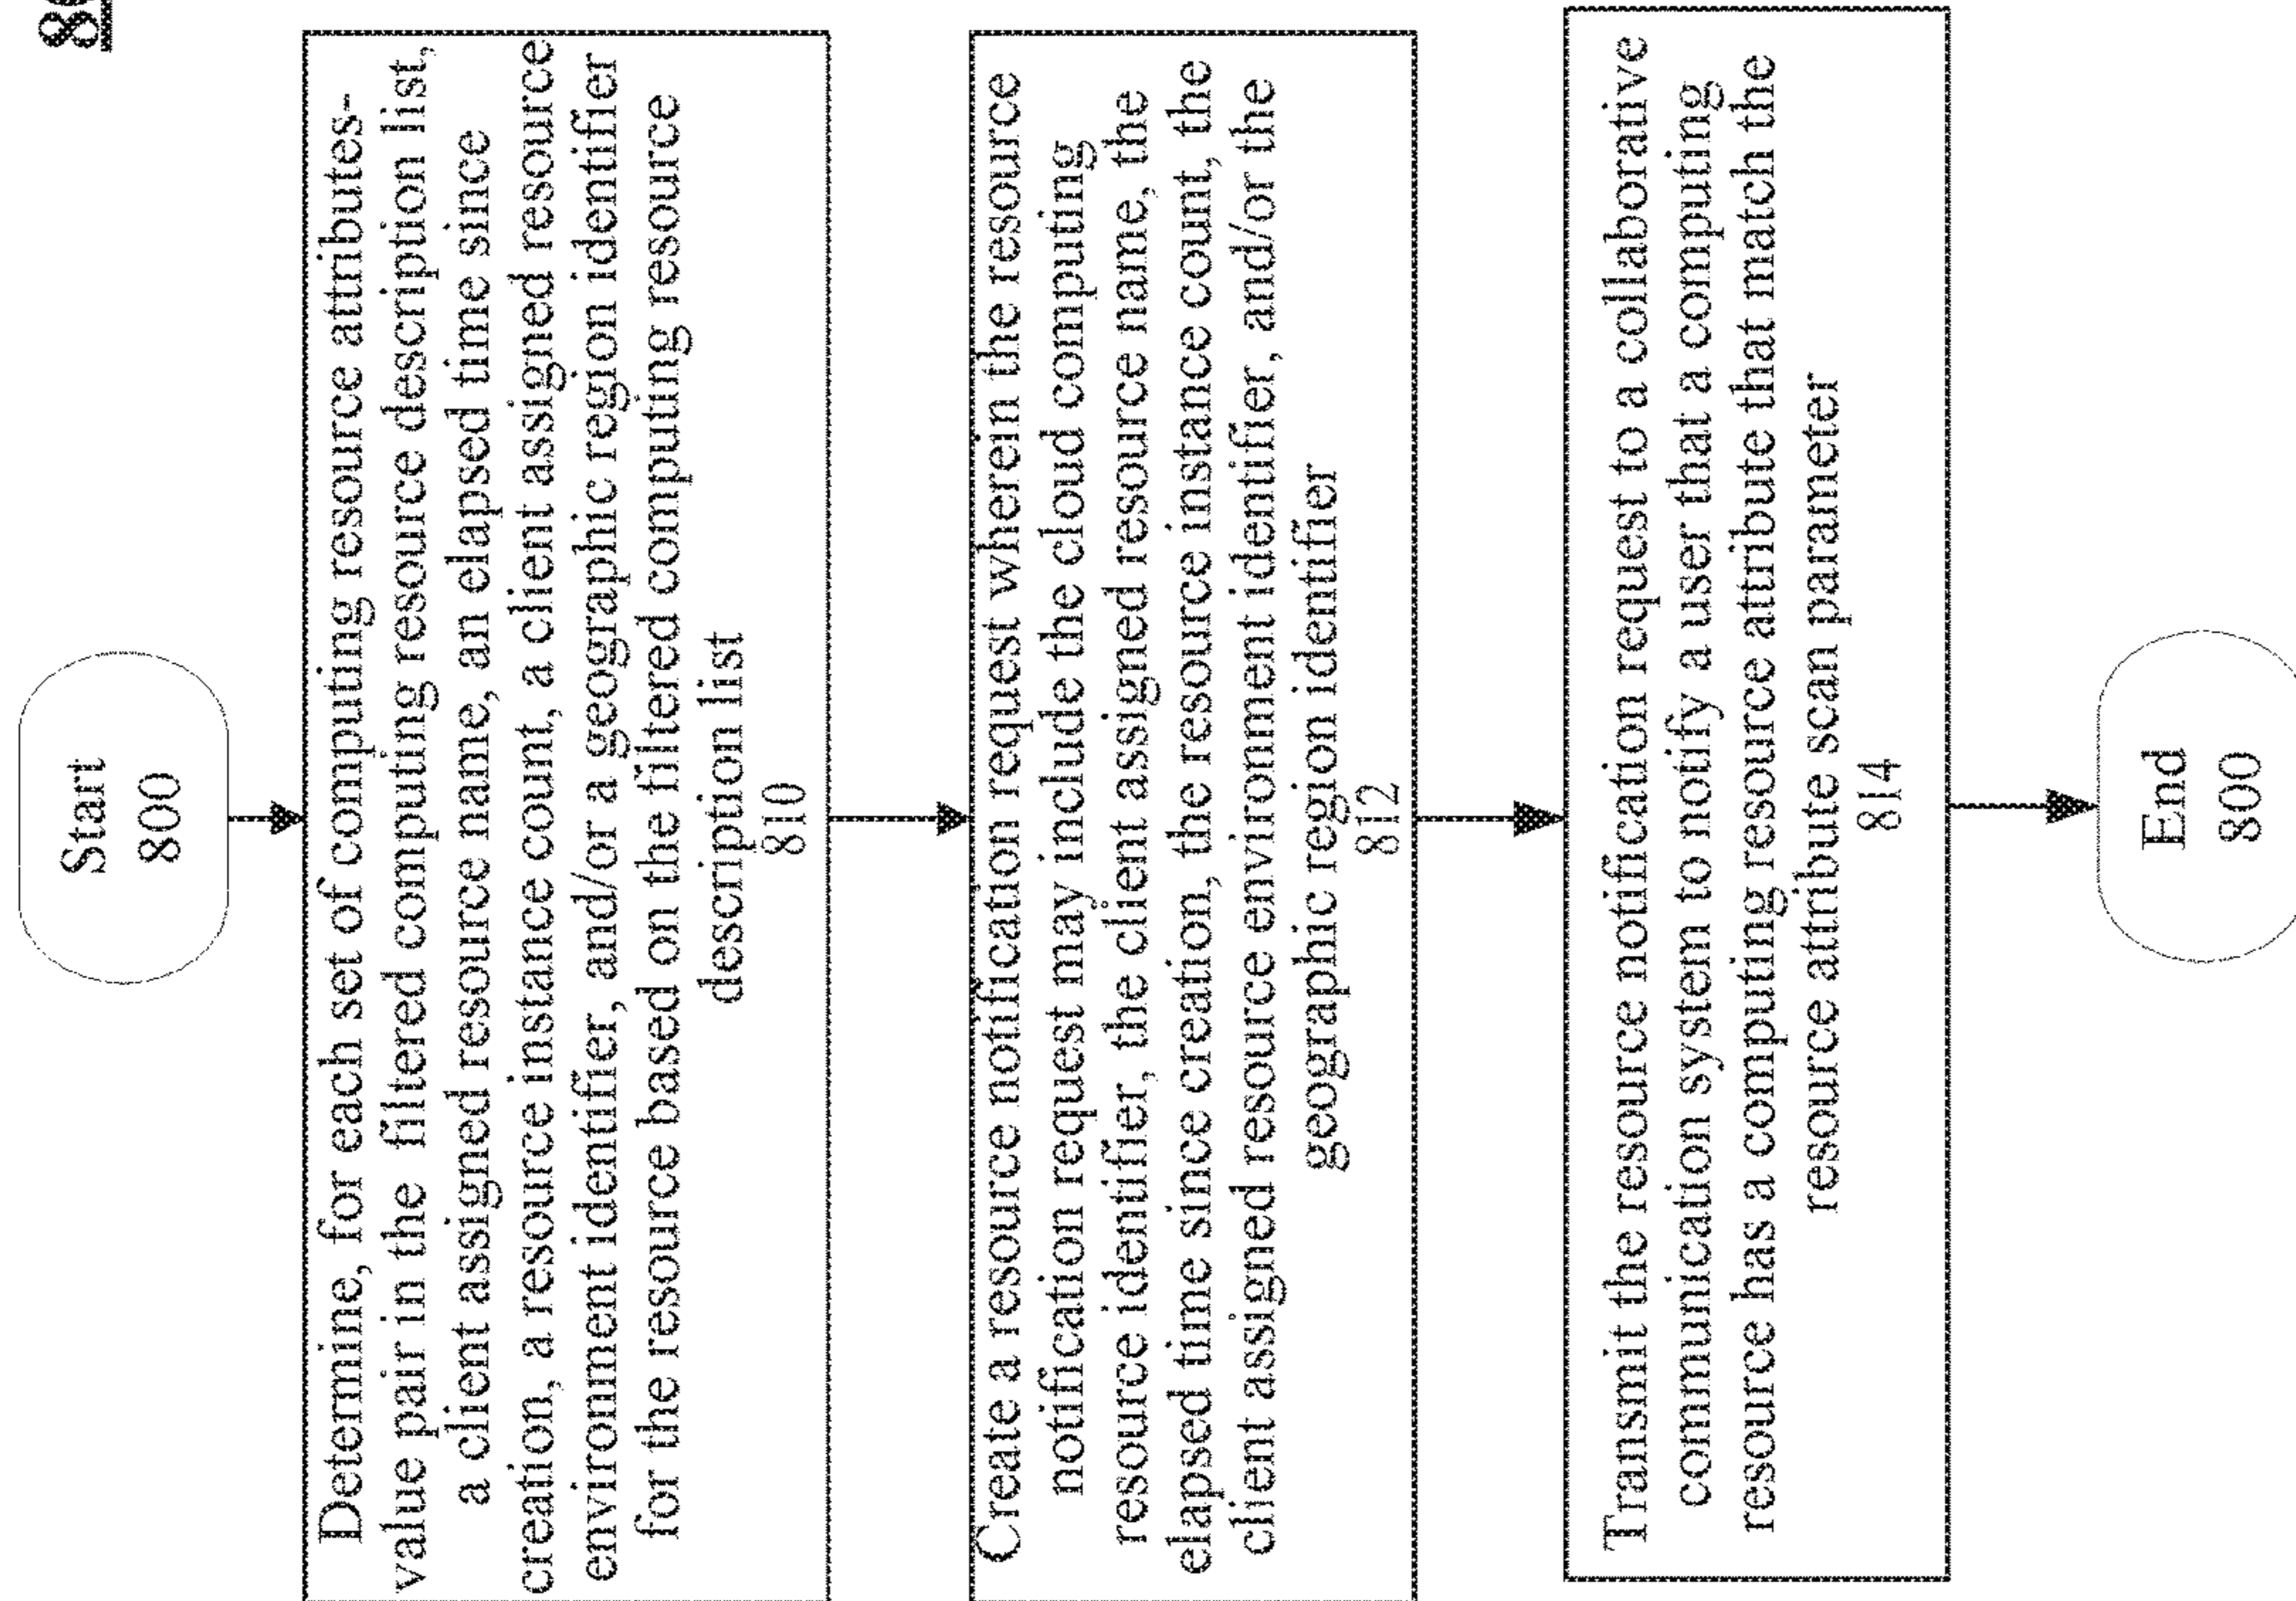 Start
800
Determine, for each set of computing resource attributes-
value pair in the filtered computing resource description list,
a client assigned resource name, an elapsed time since
creation, a resource instance count, a client assigned resource
environment identifier, and/or a geographic region identifier
for the resource based on the filtered computing resource
description list
810
Create a resource notification request wherein the resource
notification request may include the cloud computing
resource identifier, the client assigned resource name, the
elapsed time since creation, the resource instance count, the
client assigned resource environment identifier, and/or the
geographic region identifier
812
Transmit the resource notification request to a collaborative
communication system to notify a user that a computing
resource has a computing resource attribute that match the
resource attribute scan parameter
814
End
800